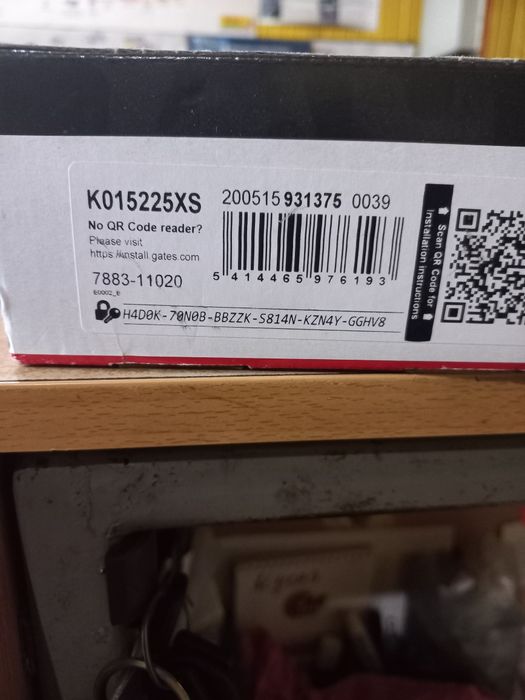 K015225XS
No QR Code reader?
Please visit
https://install.gates.com
7883-11020
E0002_B
200515 931375 0039
5 414465 976193
Scan QR Code for
installation instructions
H4D0K-70N0B-BBZZK-S814N-KZN4Y-GGHV8